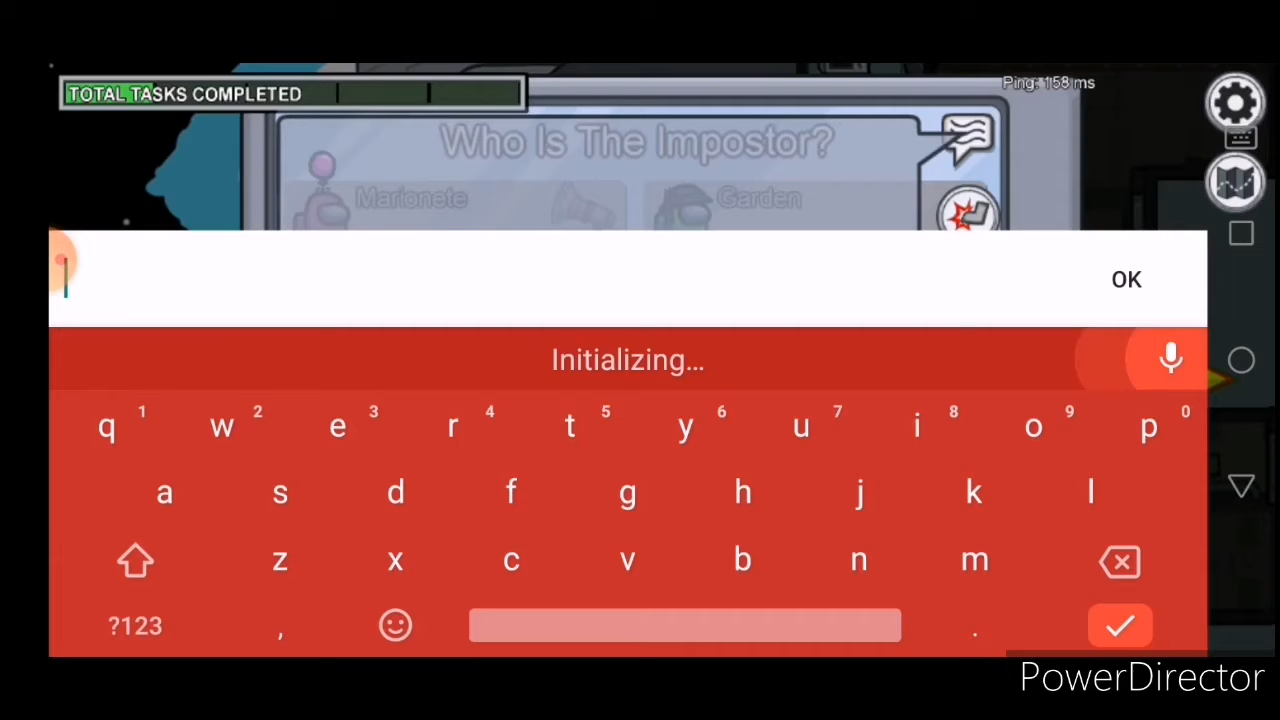 TOTAL TASKS COMPLETED
Ping: 158 ms
Who Is The Impostor?
Marionete
Garden
OK
Initializing...
q 1 w 2 e 3 r 4 t 5 y 6 u 7 i 8 o 9 p 0
a s d f g h j k l
z x c v b n m
?123 , .
PowerDirector